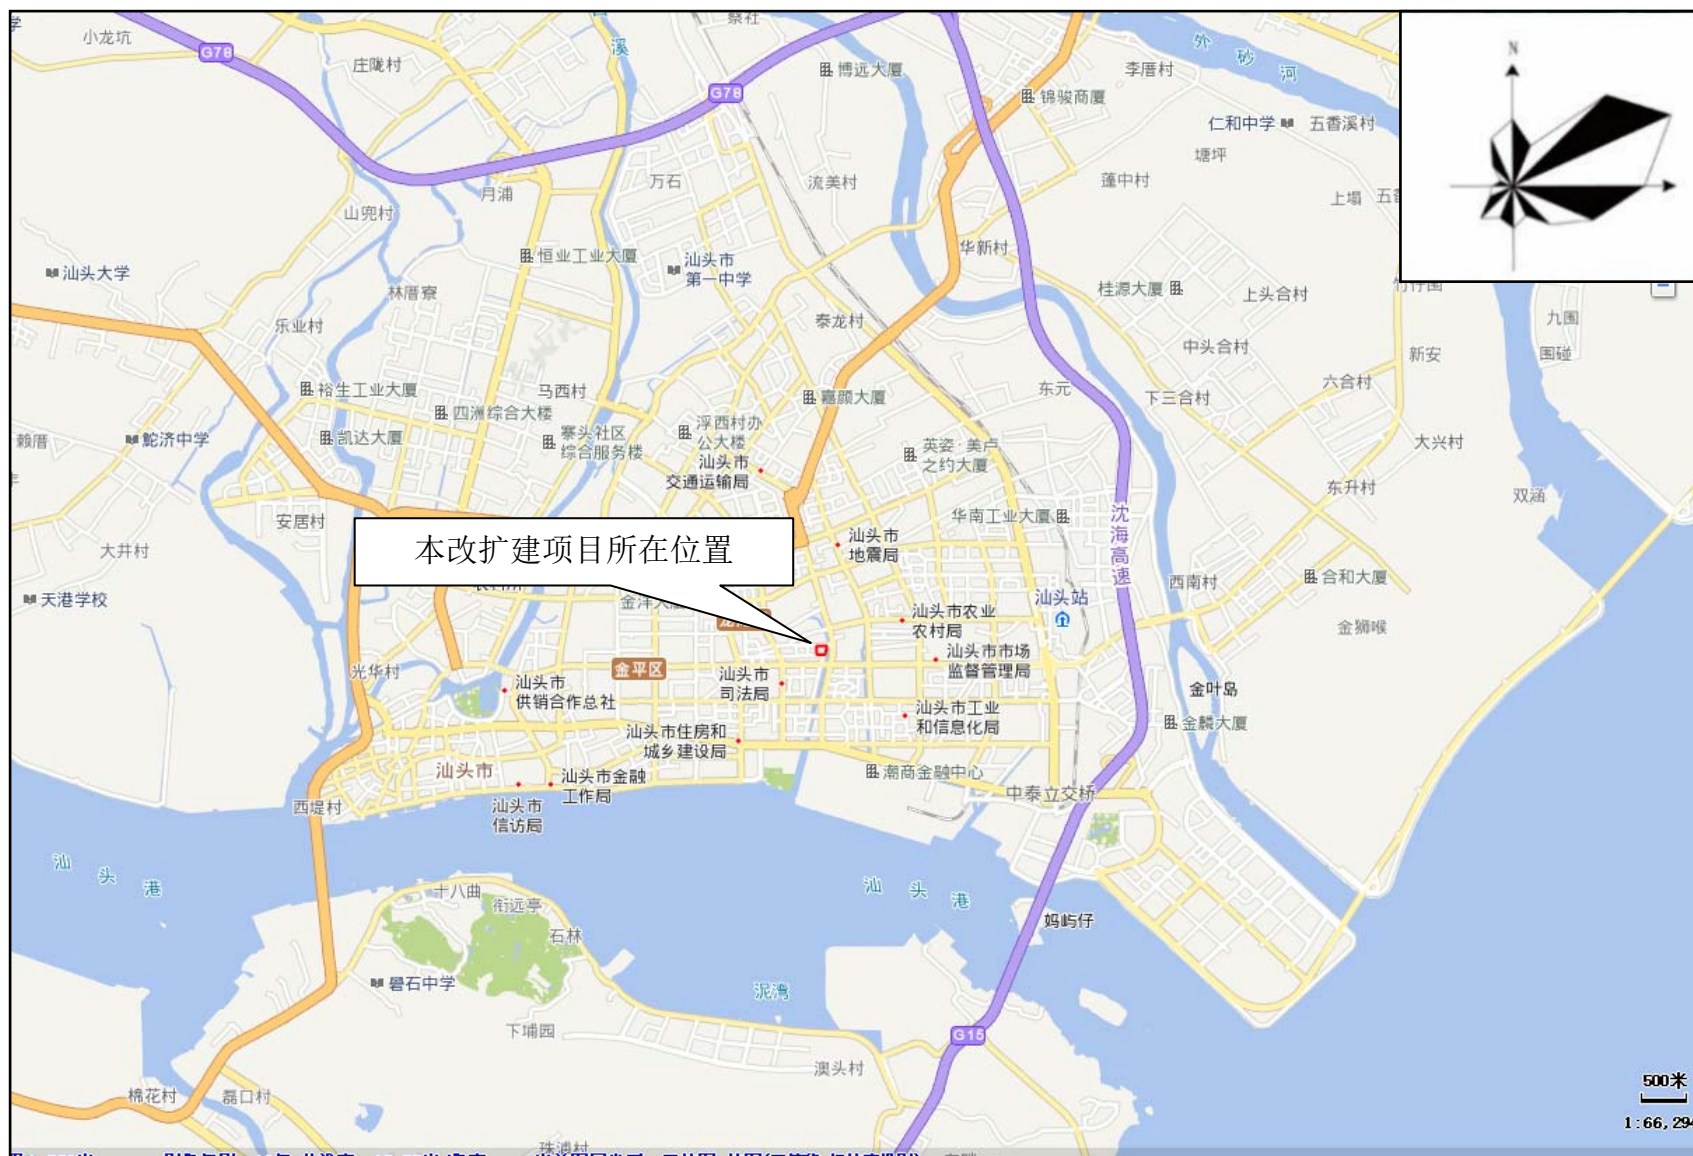 小龙坑
G78
庄陇村
溪
祭社
博远大厦
外砂河
李厝村
N
G78
锦骏商厦
仁和中学
五香溪村
塘坪
月浦
万石
流美村
蓬中村
上塌
山兜村
华新村
汕头大学
恒业工业大厦
汕头市
第一中学
林厝寮
桂源大厦
上头合村
乐业村
泰龙村
九围
中头合村
新安
围碰
裕生工业大厦
马西村
嘉颜大厦
东元
下三合村
六合村
四洲综合大楼
鮀济中学
凯达大厦
寨头社区
综合服务楼
浮西村办
公大楼
英姿·美卢
之约大厦
大兴村
赖厝
汕头市
交通运输局
东升村
双涵
安居村
华南工业大厦
沈海高速
大井村
本改扩建项目所在位置
汕头市
地震局
西南村
合和大厦
天港学校
汕头站
汕头市农业
农村局
金狮喉
光华村
金平区
汕头市
司法局
汕头市市场
监督管理局
汕头市
供销合作总社
金叶岛
汕头市工业
和信息化局
金麟大厦
汕头市住房和
城乡建设局
汕头市
潮商金融中心
汕头市金融
工作局
中泰立交桥
西堤村
汕头市
信访局
汕头港
汕头港
十八曲
衔远亭
妈屿仔
石林
礐石中学
泥湾
下埔园
G15
澳头村
棉花村
磊口村
500米
珠浦村